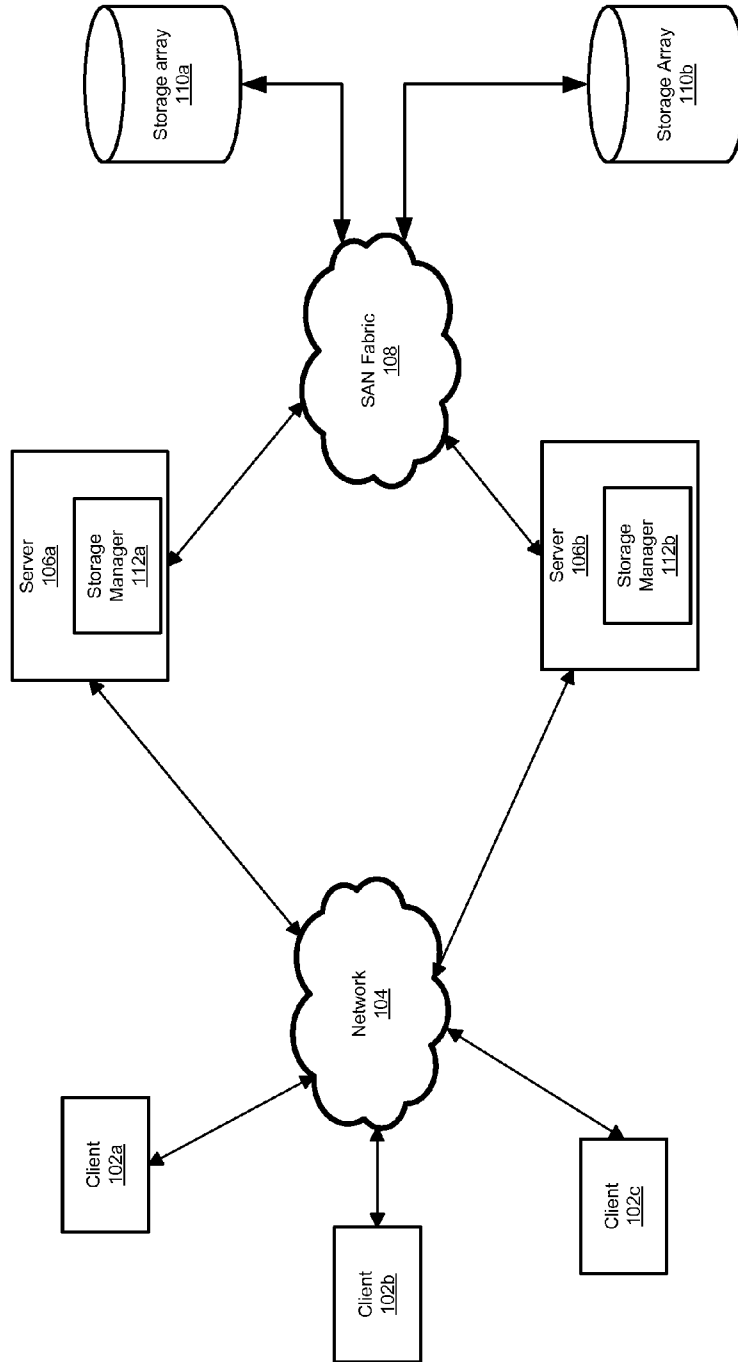 Client
102a
Client
102b
Client
102c
Network
104
Server
106a
Storage
Manager
112a
Server
106b
Storage
Manager
112b
SAN Fabric
108
Storage array
110a
Storage Array
110b